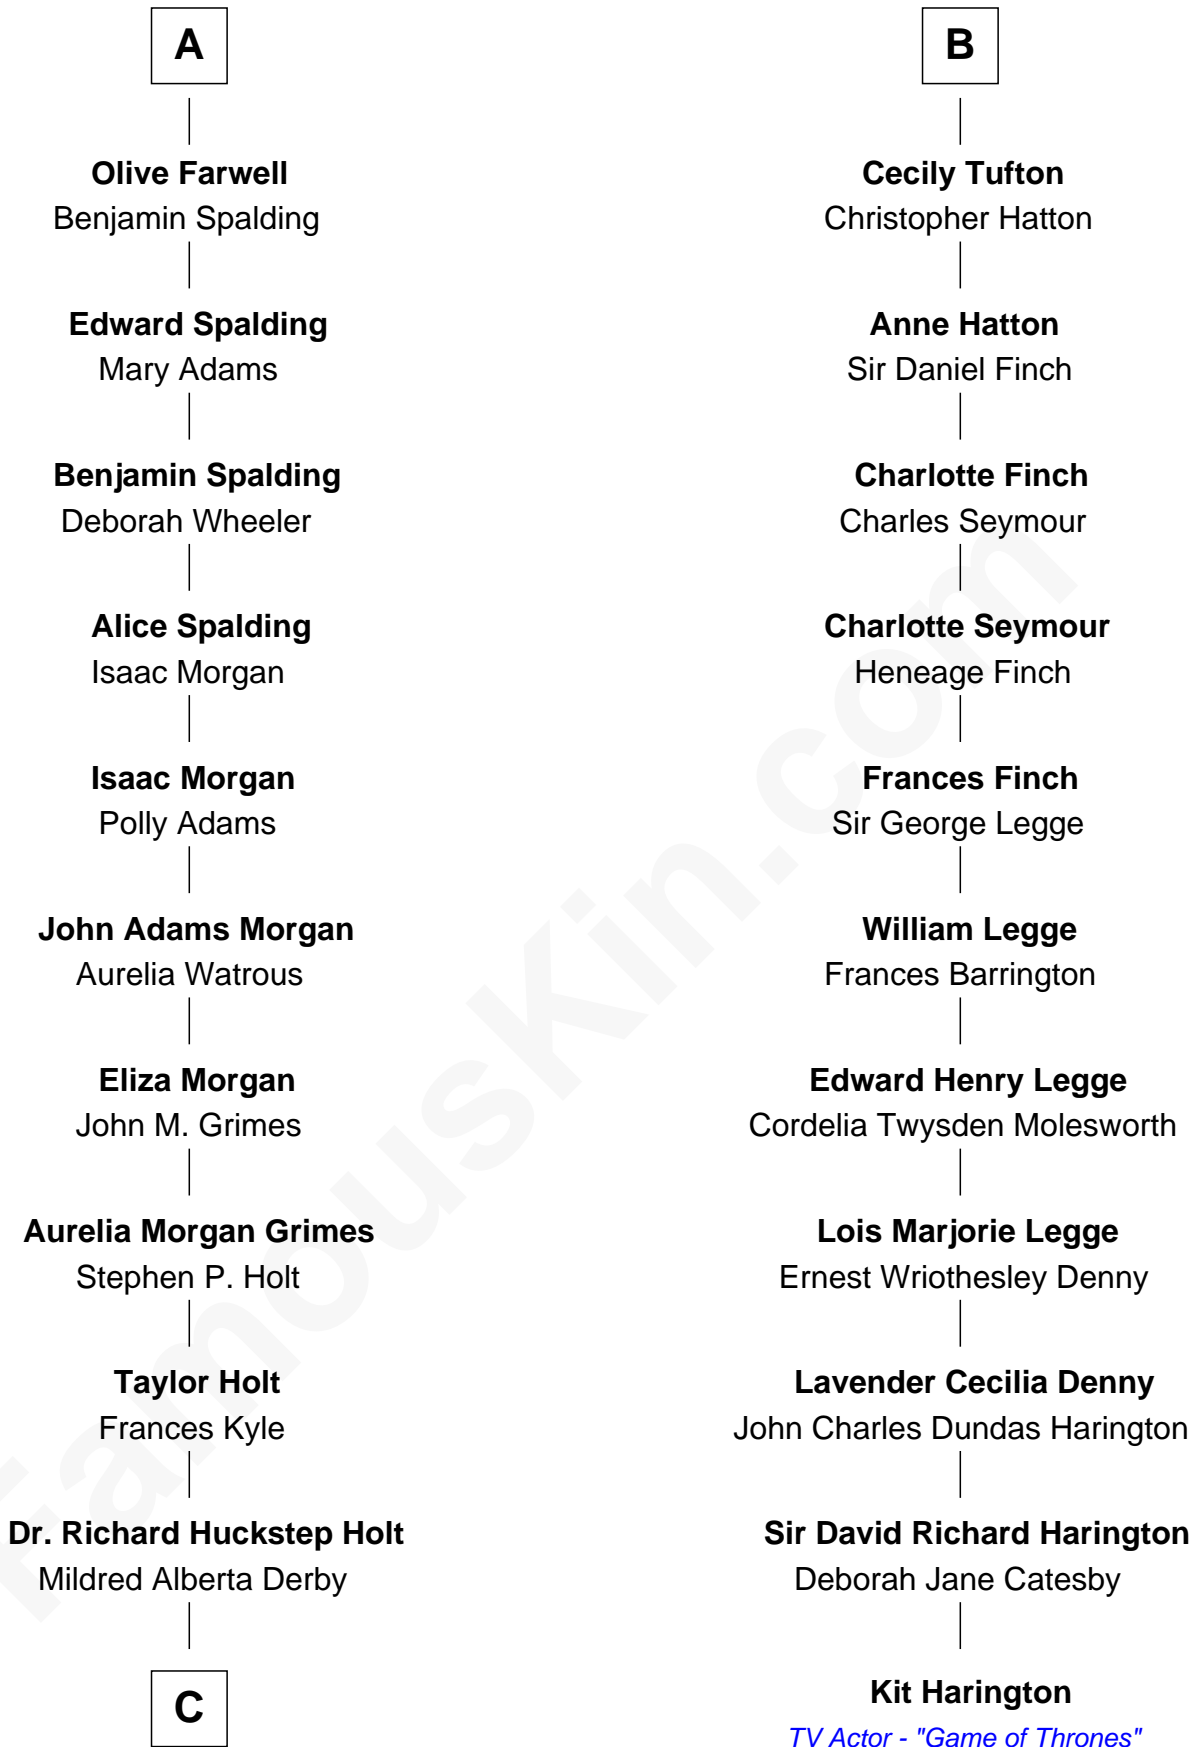 A
Olive Farwell
Benjamin Spalding
Edward Spalding
Mary Adams
Benjamin Spalding
Deborah Wheeler
Alice Spalding
Isaac Morgan
Isaac Morgan
Polly Adams
John Adams Morgan
Aurelia Watrous
Eliza Morgan
John M. Grimes
Aurelia Morgan Grimes
Stephen P. Holt
Taylor Holt
Frances Kyle
Dr. Richard Huckstep Holt
Mildred Alberta Derby
C
B
Cecily Tufton
Christopher Hatton
Anne Hatton
Sir Daniel Finch
Charlotte Finch
Charles Seymour
Charlotte Seymour
Heneage Finch
Frances Finch
Sir George Legge
William Legge
Frances Barrington
Edward Henry Legge
Cordelia Twysden Molesworth
Lois Marjorie Legge
Ernest Wriothesley Denny
Lavender Cecilia Denny
John Charles Dundas Harington
Sir David Richard Harington
Deborah Jane Catesby
Kit Harington
TV Actor - "Game of Thrones"
FamousKin.com